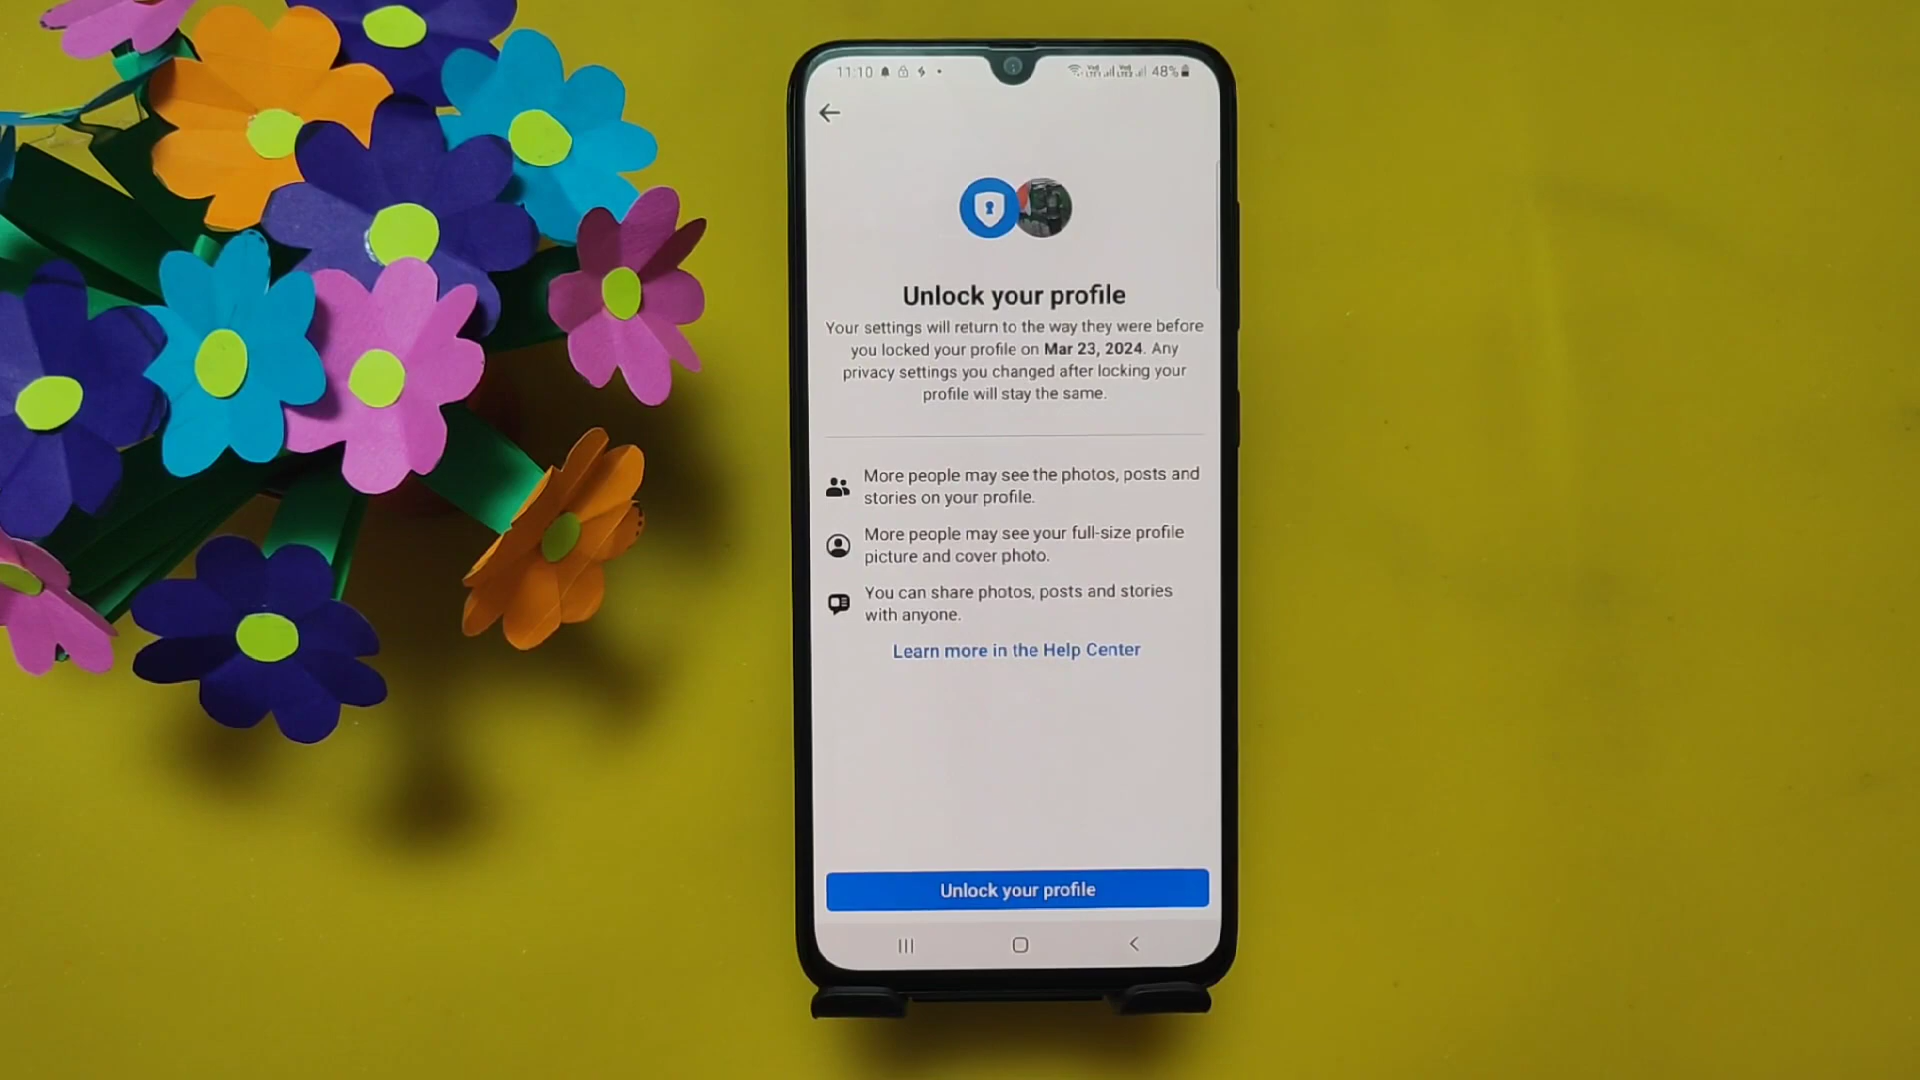 11:10
48%
Unlock your profile
Your settings will return to the way they were before
you locked your profile on Mar 23, 2024. Any
privacy settings you changed after locking your
profile will stay the same.
More people may see the photos, posts and
stories on your profile.
More people may see your full-size profile
picture and cover photo.
You can share photos, posts and stories
with anyone.
Learn more in the Help Center
Unlock your profile